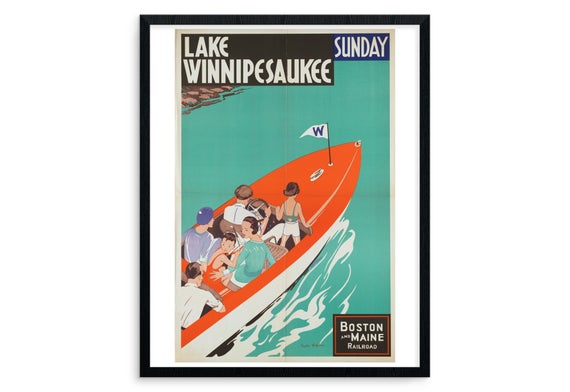 LAKE
WINNIPESAUKEE
SUNDAY
W
BOSTON
AND MAINE
RAILROAD